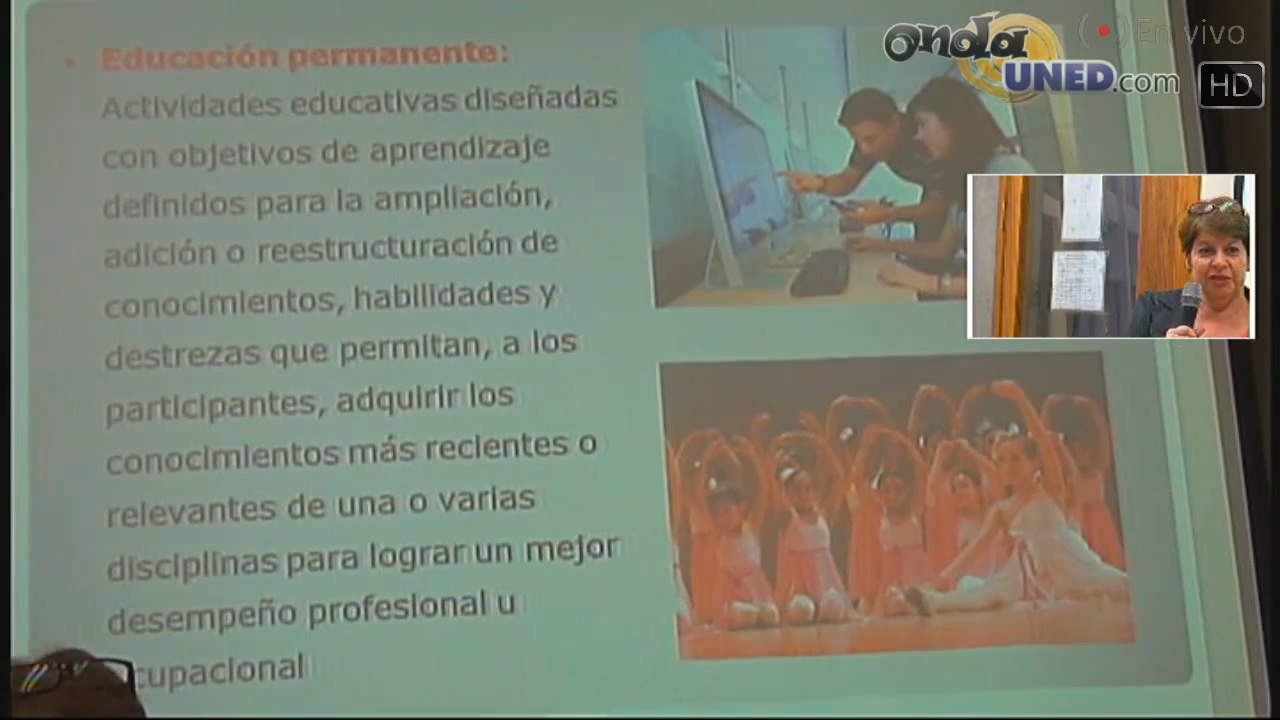 • Educación permanente:
Actividades educativas diseñadas
con objetivos de aprendizaje
definidos para la ampliación,
adición o reestructuración de
conocimientos, habilidades y
destrezas que permitan, a los
participantes, adquirir los
conocimientos más recientes o
relevantes de una o varias
disciplinas para lograr un mejor
desempeño profesional u
cupacional
onda
UNED.com
(•) En vivo
HD